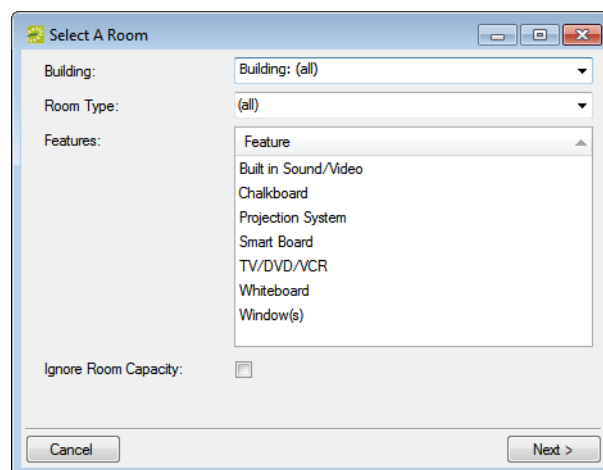 Select A Room
Building: Building: (all)
Room Type: (all)
Features: Feature
Built in Sound/Video
Chalkboard
Projection System
Smart Board
TV/DVD/VCR
Whiteboard
Window(s)
Ignore Room Capacity:
Cancel Next >